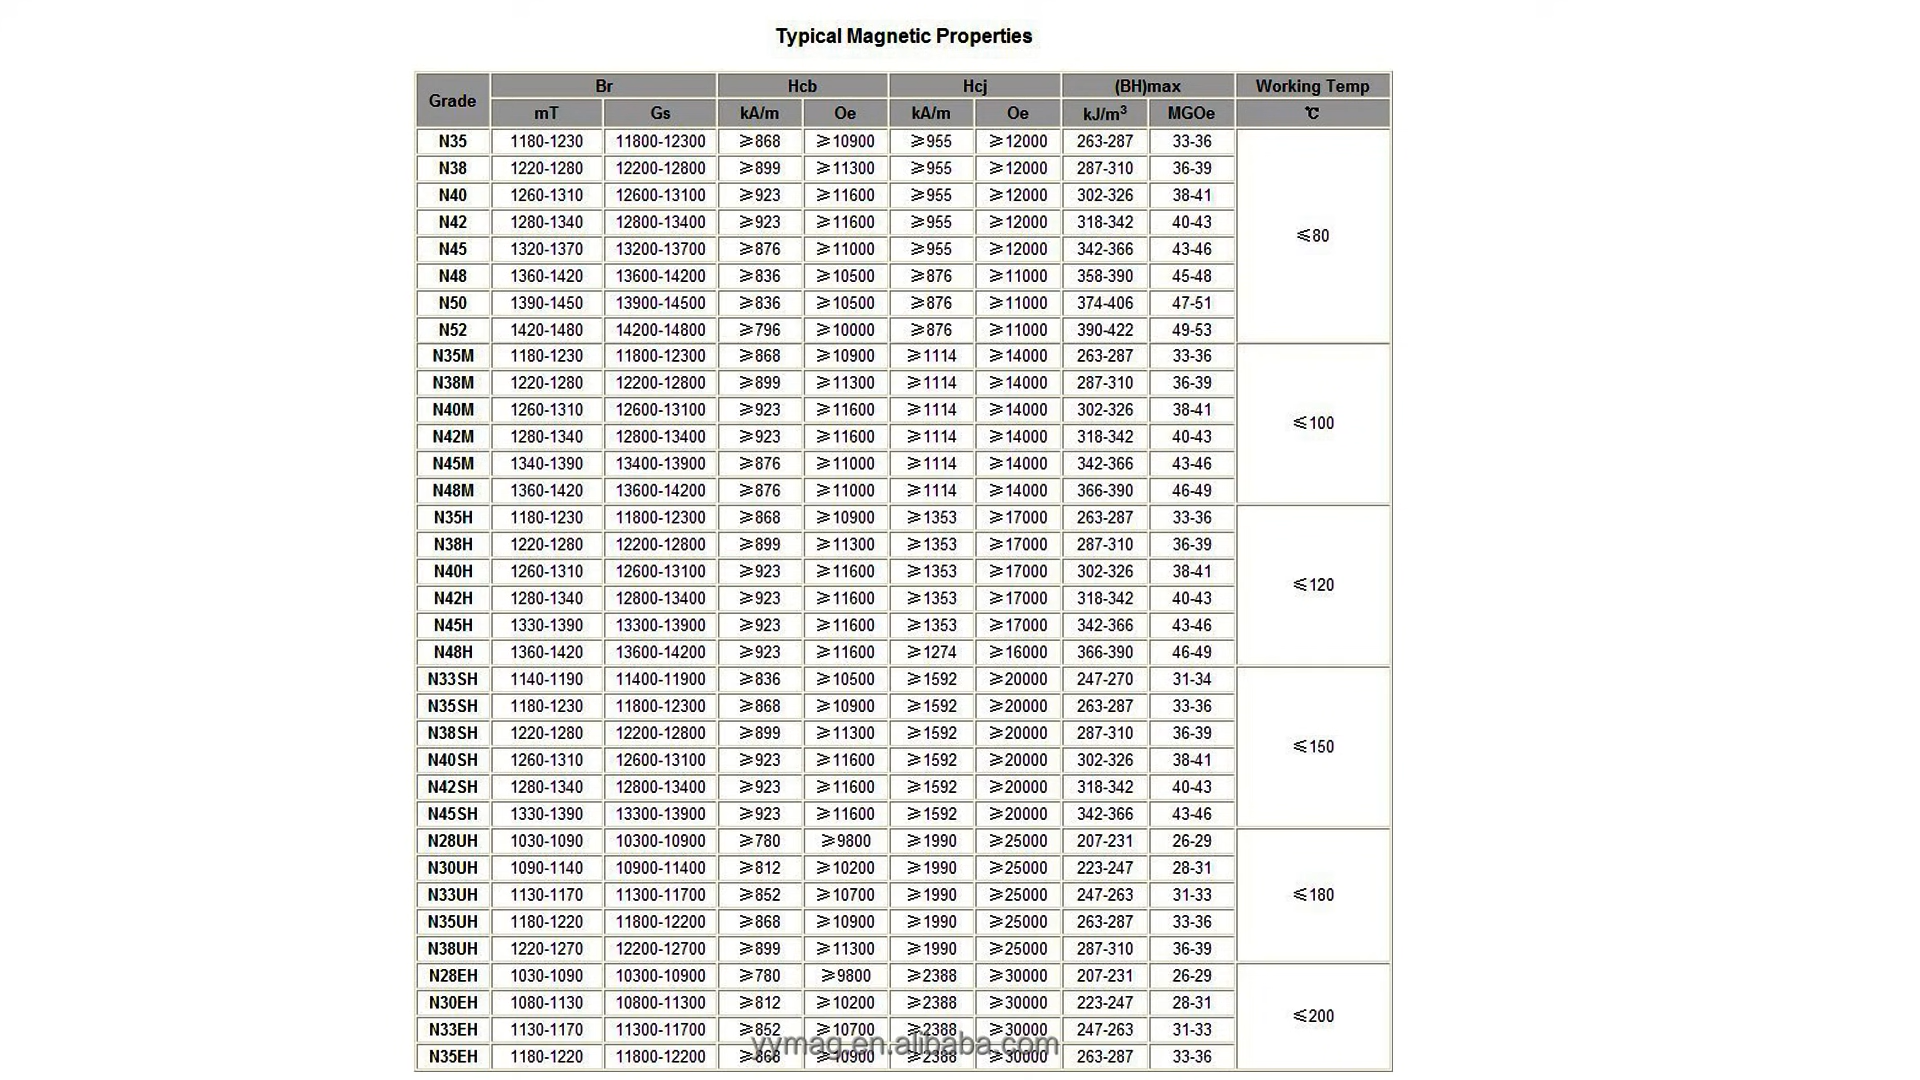 Typical Magnetic Properties
Grade Br Hcb Hcj (BH)max Working Temp
mT Gs kA/m Oe kA/m Oe kJ/m³ MGOe ℃
N35 1180-1230 11800-12300 ≥868 ≥10900 ≥955 ≥12000 263-287 33-36
N38 1220-1280 12200-12800 ≥899 ≥11300 ≥955 ≥12000 287-310 36-39
N40 1260-1310 12600-13100 ≥923 ≥11600 ≥955 ≥12000 302-326 38-41
N42 1280-1340 12800-13400 ≥923 ≥11600 ≥955 ≥12000 318-342 40-43
≤80
N45 1320-1370 13200-13700 ≥876 ≥11000 ≥955 ≥12000 342-366 43-46
N48 1360-1420 13600-14200 ≥836 ≥10500 ≥876 ≥11000 358-390 45-48
N50 1390-1450 13900-14500 ≥836 ≥10500 ≥876 ≥11000 374-406 47-51
N52 1420-1480 14200-14800 ≥796 ≥10000 ≥876 ≥11000 390-422 49-53
N35M 1180-1230 11800-12300 ≥868 ≥10900 ≥1114 ≥14000 263-287 33-36
N38M 1220-1280 12200-12800 ≥899 ≥11300 ≥1114 ≥14000 287-310 36-39
N40M 1260-1310 12600-13100 ≥923 ≥11600 ≥1114 ≥14000 302-326 38-41
≤100
N42M 1280-1340 12800-13400 ≥923 ≥11600 ≥1114 ≥14000 318-342 40-43
N45M 1340-1390 13400-13900 ≥876 ≥11000 ≥1114 ≥14000 342-366 43-46
N48M 1360-1420 13600-14200 ≥876 ≥11000 ≥1114 ≥14000 366-390 46-49
N35H 1180-1230 11800-12300 ≥868 ≥10900 ≥1353 ≥17000 263-287 33-36
N38H 1220-1280 12200-12800 ≥899 ≥11300 ≥1353 ≥17000 287-310 36-39
N40H 1260-1310 12600-13100 ≥923 ≥11600 ≥1353 ≥17000 302-326 38-41
≤120
N42H 1280-1340 12800-13400 ≥923 ≥11600 ≥1353 ≥17000 318-342 40-43
N45H 1330-1390 13300-13900 ≥923 ≥11600 ≥1353 ≥17000 342-366 43-46
N48H 1360-1420 13600-14200 ≥923 ≥11600 ≥1274 ≥16000 366-390 46-49
N33SH 1140-1190 11400-11900 ≥836 ≥10500 ≥1592 ≥20000 247-270 31-34
N35SH 1180-1230 11800-12300 ≥868 ≥10900 ≥1592 ≥20000 263-287 33-36
N38SH 1220-1280 12200-12800 ≥899 ≥11300 ≥1592 ≥20000 287-310 36-39
≤150
N40SH 1260-1310 12600-13100 ≥923 ≥11600 ≥1592 ≥20000 302-326 38-41
N42SH 1280-1340 12800-13400 ≥923 ≥11600 ≥1592 ≥20000 318-342 40-43
N45SH 1330-1390 13300-13900 ≥923 ≥11600 ≥1592 ≥20000 342-366 43-46
N28UH 1030-1090 10300-10900 ≥780 ≥9800 ≥1990 ≥25000 207-231 26-29
N30UH 1090-1140 10900-11400 ≥812 ≥10200 ≥1990 ≥25000 223-247 28-31
N33UH 1130-1170 11300-11700 ≥852 ≥10700 ≥1990 ≥25000 247-263 31-33 ≤180
N35UH 1180-1220 11800-12200 ≥868 ≥10900 ≥1990 ≥25000 263-287 33-36
N38UH 1220-1270 12200-12700 ≥899 ≥11300 ≥1990 ≥25000 287-310 36-39
N28EH 1030-1090 10300-10900 ≥780 ≥9800 ≥2388 ≥30000 207-231 26-29
N30EH 1080-1130 10800-11300 ≥812 ≥10200 ≥2388 ≥30000 223-247 28-31
≤200
N33EH 1130-1170 11300-11700 ≥852 ≥10700 ≥2388 ≥30000 247-263 31-33
yymag.en.alibaba.com
N35EH 1180-1220 11800-12200 ≥868 ≥10900 ≥2388 ≥30000 263-287 33-36